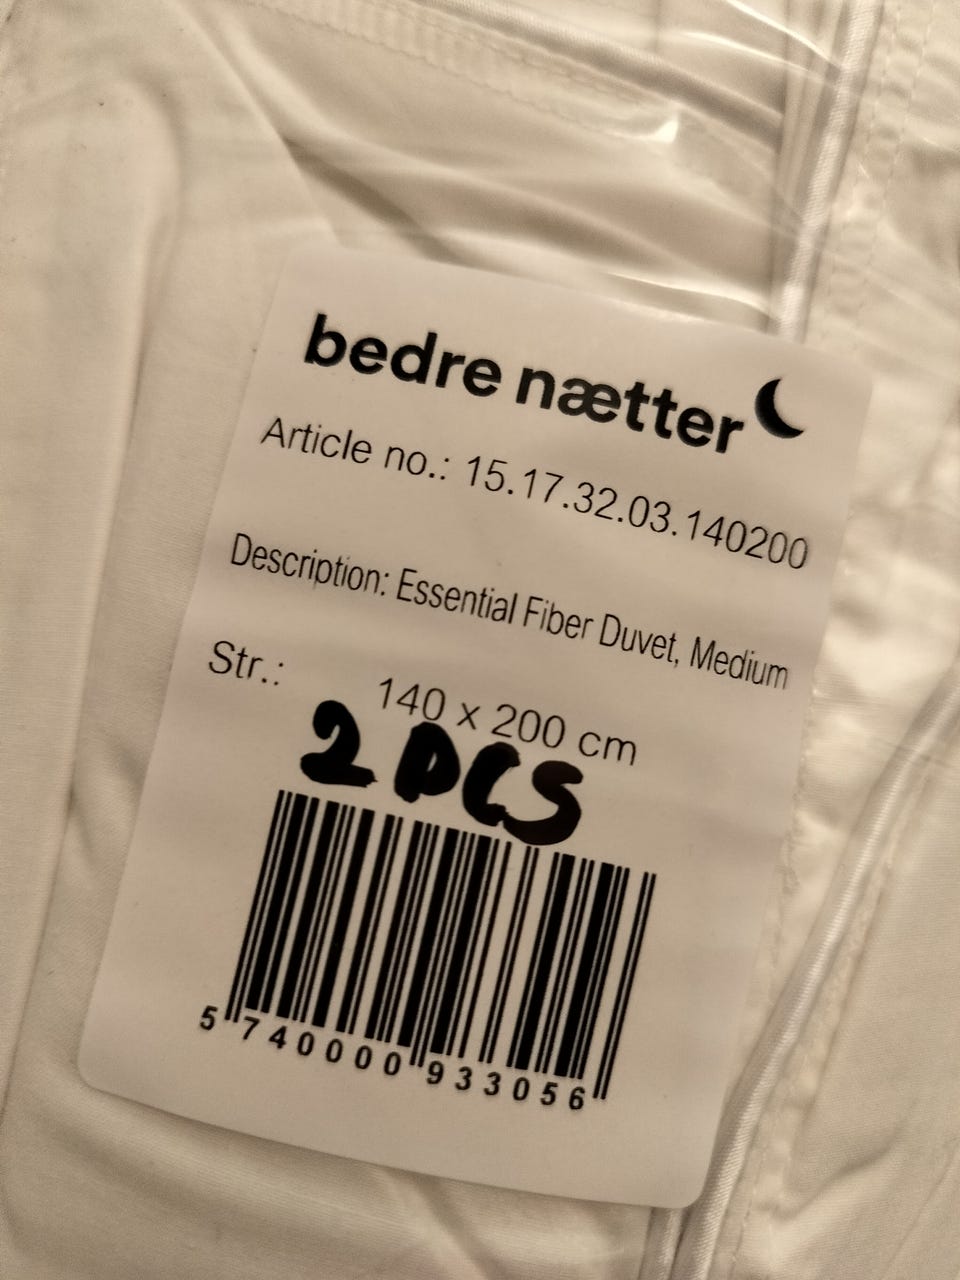 bedre nætter
Article no.: 15.17.32.03.140200
Description: Essential Fiber Duvet, Medium
Str.: 140 x 200 cm
2 PCS
5 740000 933056